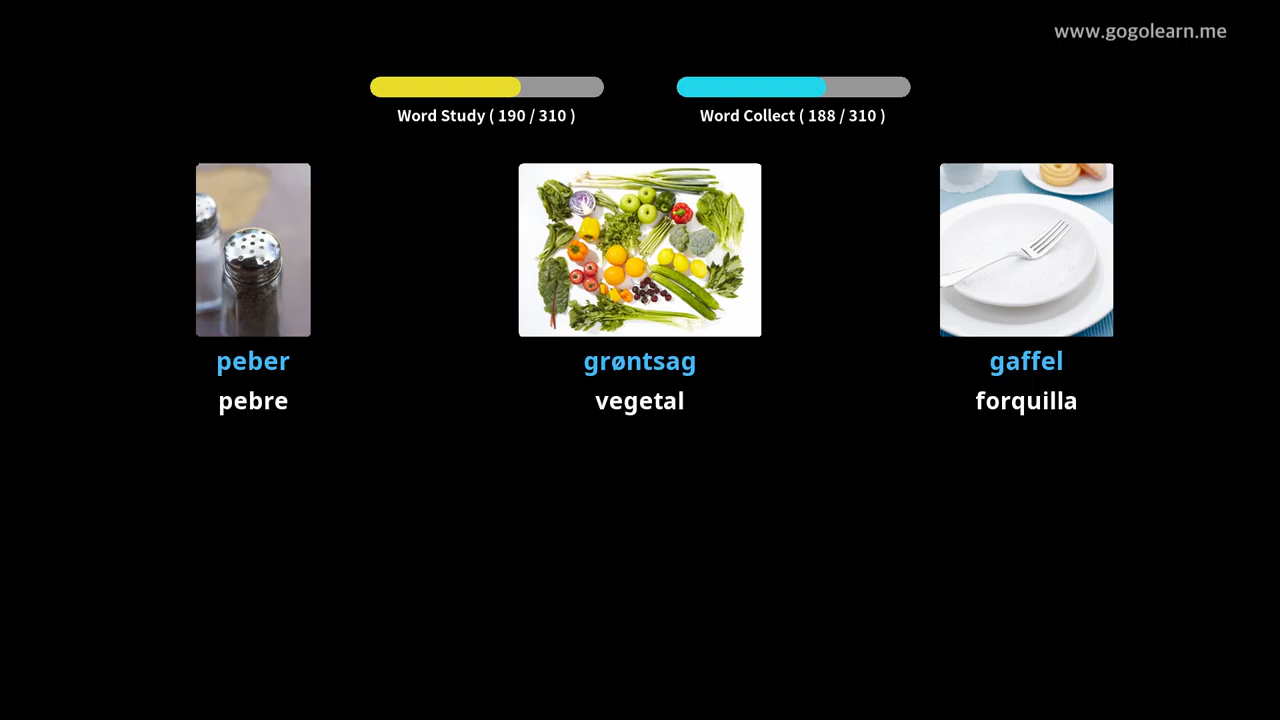 www.gogolearn.me
Word Study ( 190 / 310 )
Word Collect ( 188 / 310 )
peber
pebre
grøntsag
vegetal
gaffel
forquilla